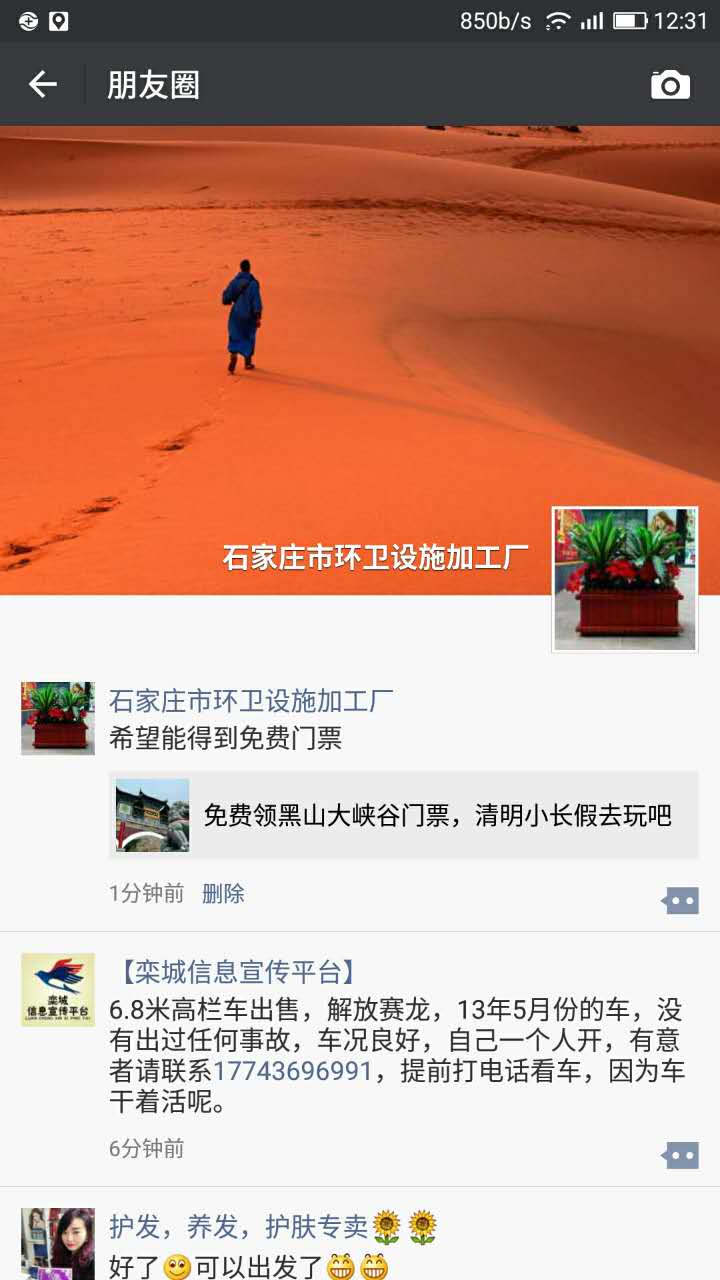 850b/s 12:31
朋友圈
石家庄市环卫设施加工厂
石家庄市环卫设施加工厂
希望能得到免费门票
免费领黑山大峡谷门票，清明小长假去玩吧
1分钟前 删除
【栾城信息宣传平台】
栾城
信息宣传平台
6.8米高栏车出售，解放赛龙，13年5月份的车，没
有出过任何事故，车况良好，自己一个人开，有意
者请联系17743696991，提前打电话看车，因为车
干着活呢。
6分钟前
护发，养发，护肤专卖🌻🌻
好了🙂可以出发了😁😁